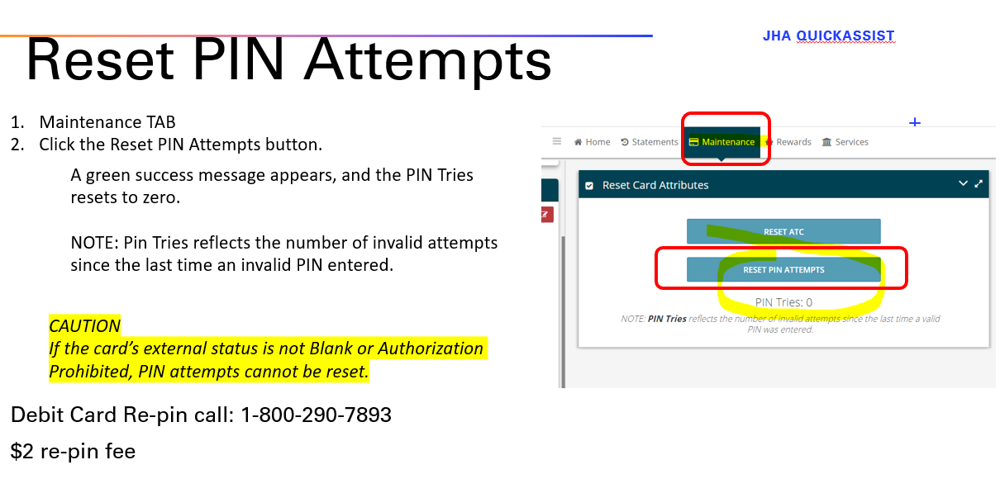 JHA QUICKASSIST
Reset PIN Attempts
1. Maintenance TAB
2. Click the Reset PIN Attempts button.
A green success message appears, and the PIN Tries
resets to zero.
NOTE: Pin Tries reflects the number of invalid attempts
since the last time an invalid PIN entered.
CAUTION
If the card’s external status is not Blank or Authorization
Prohibited, PIN attempts cannot be reset.
Debit Card Re-pin call: 1-800-290-7893
$2 re-pin fee
Home Statements Maintenance Rewards Services
Reset Card Attributes
RESET ATC
RESET PIN ATTEMPTS
PIN Tries: 0
NOTE: PIN Tries reflects the number of invalid attempts since the last time a valid
PIN was entered.